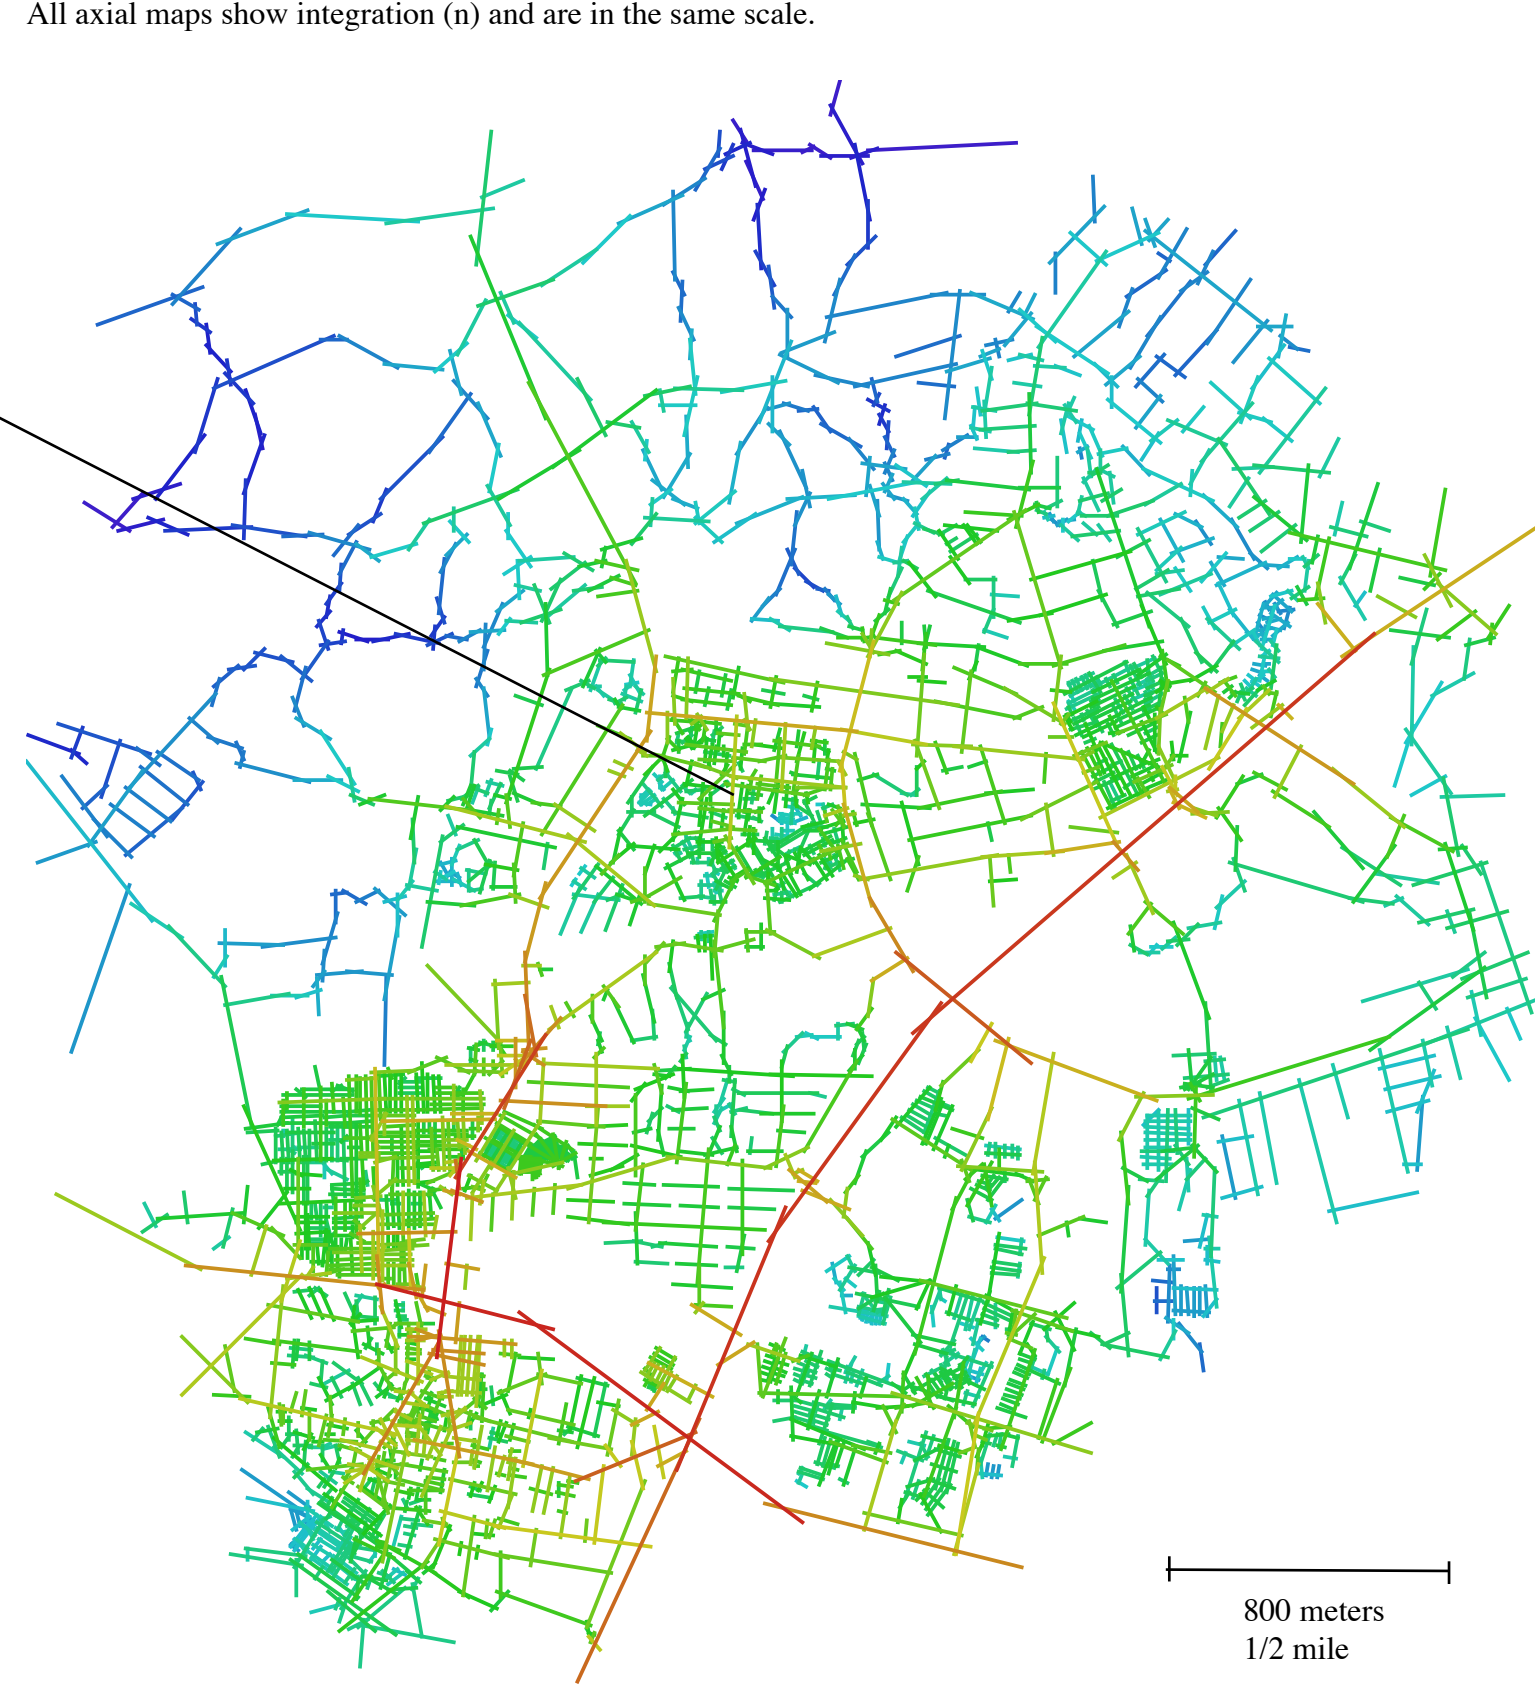 All axial maps show integration (n) and are in the same scale.
800 meters
1/2 mile